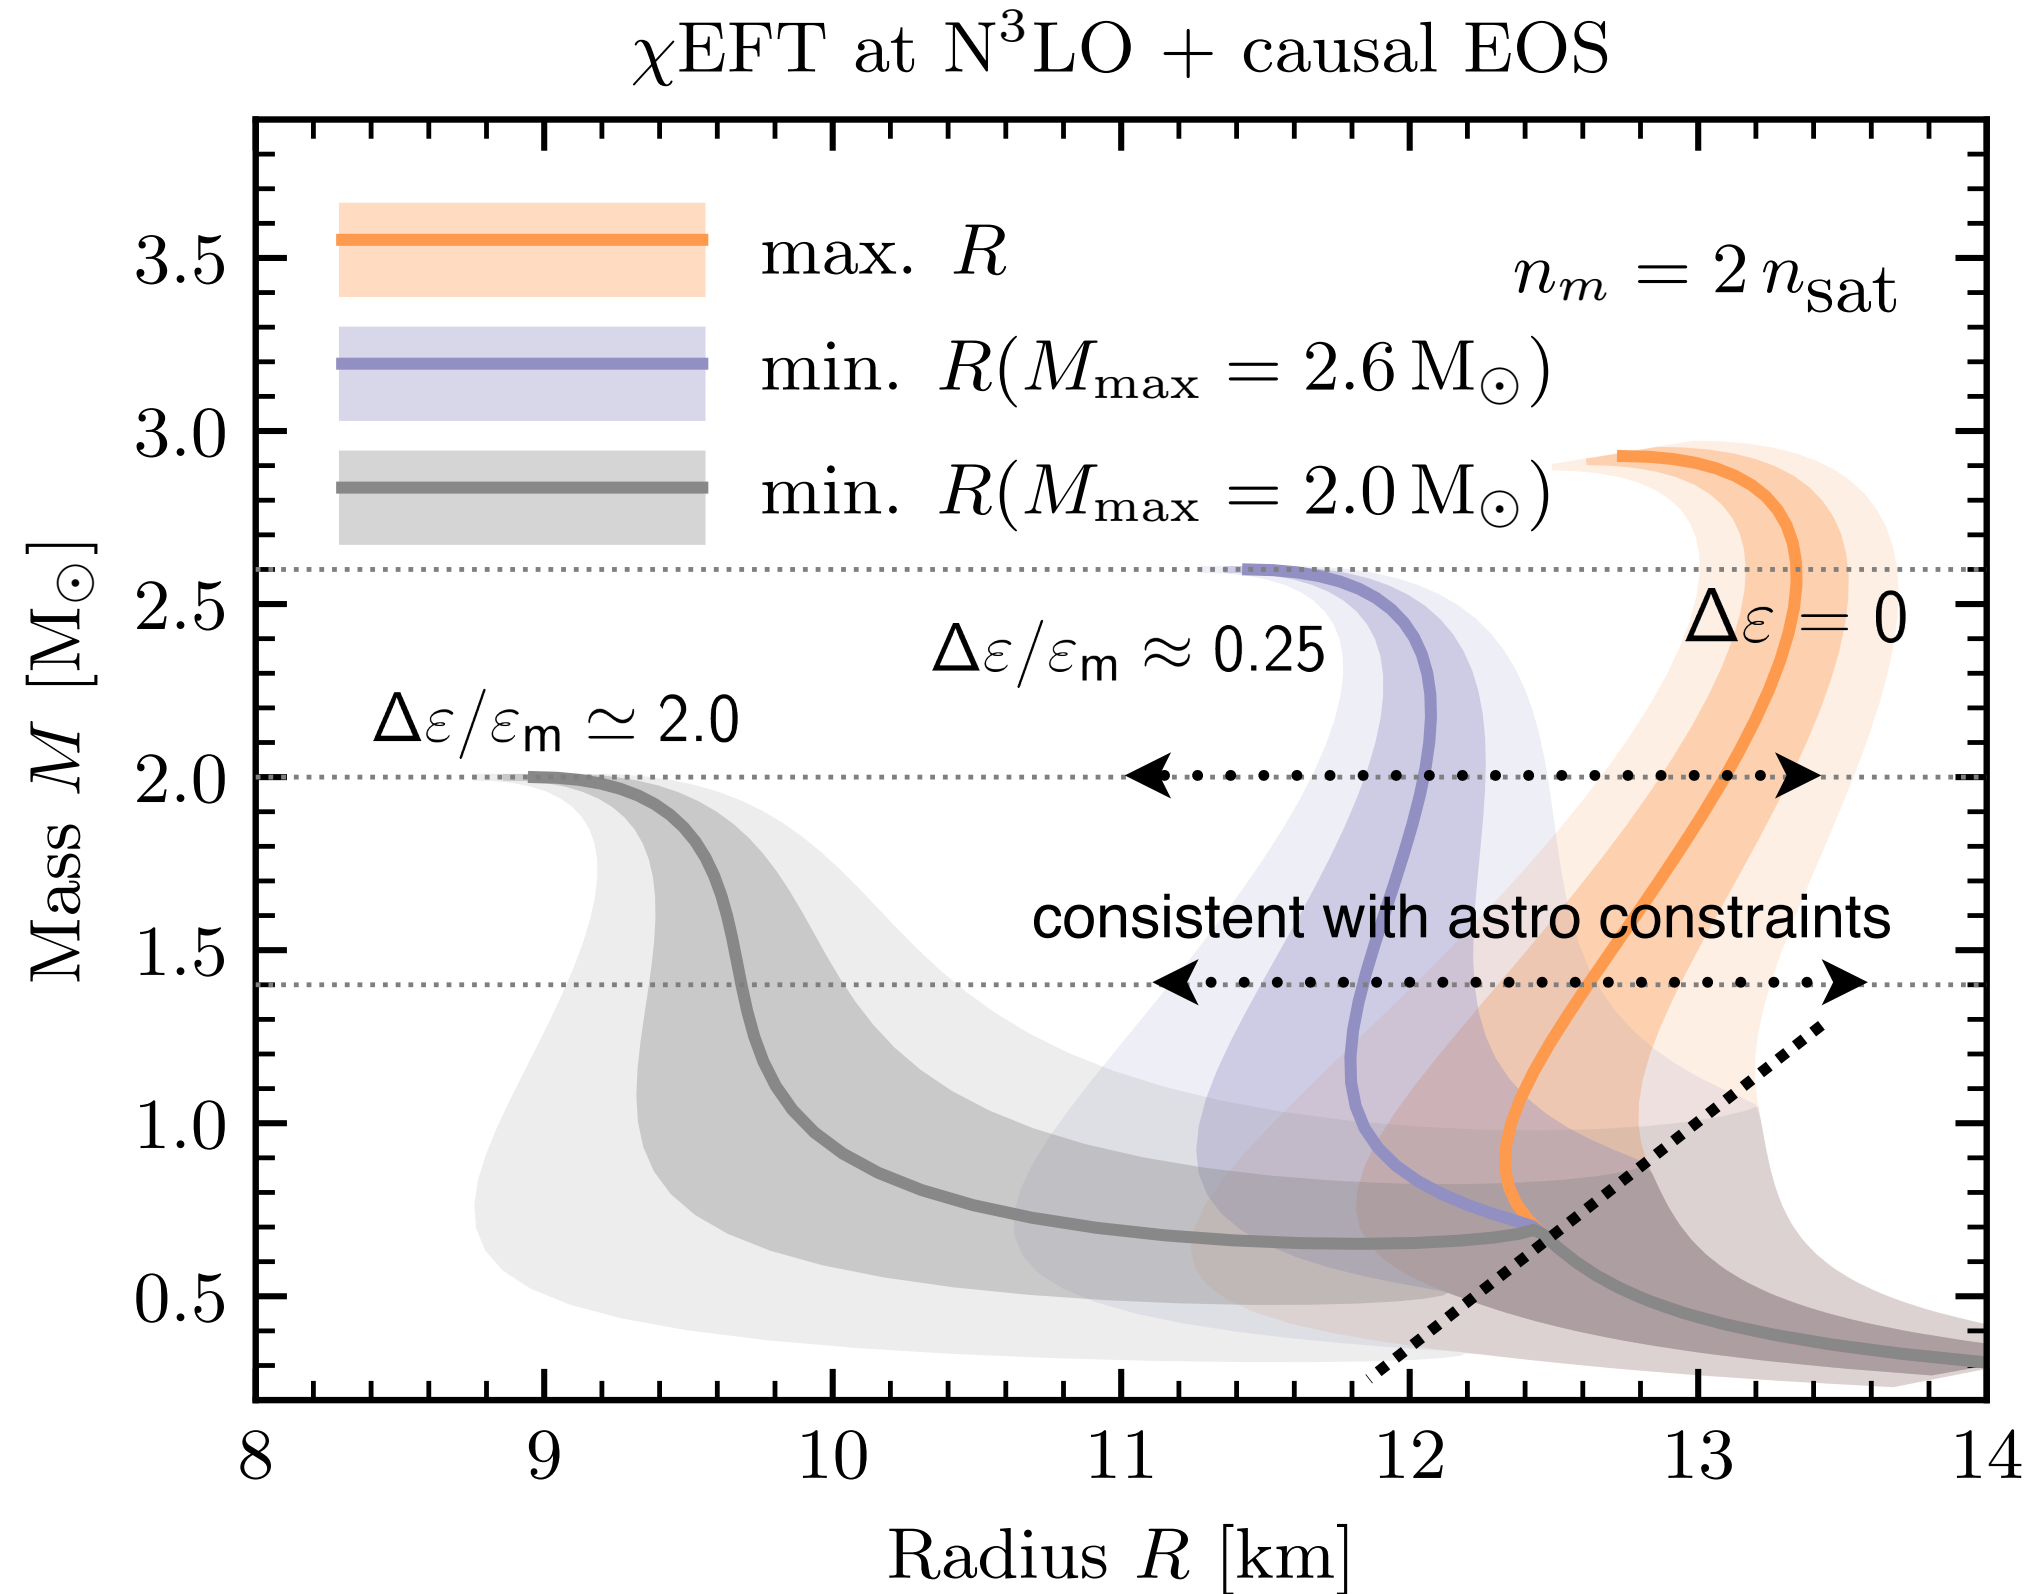 χEFT at N³LO + causal EOS
max. R
n_m = 2 n_sat
min. R(M_max = 2.6 M_⊙)
min. R(M_max = 2.0 M_⊙)
Δε/ε_m ≈ 0.25
Δε = 0
Δε/ε_m ≃ 2.0
consistent with astro constraints
3.5
3.0
2.5
2.0
1.5
1.0
0.5
Mass M [M_⊙]
8 9 10 11 12 13 14
Radius R [km]